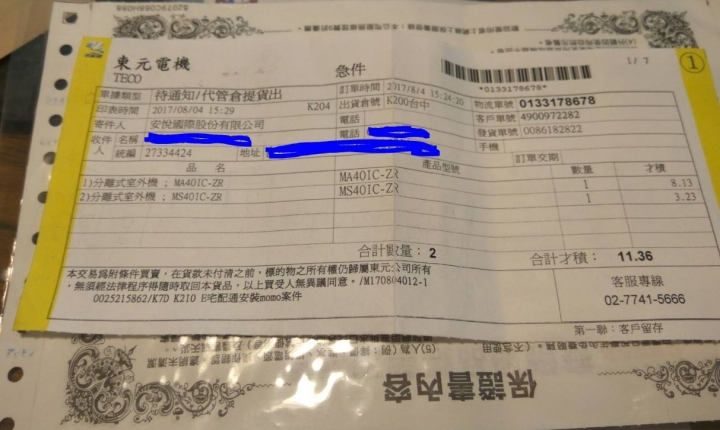 東元電機
TECO
急件
*0133178678*
1/ 7
①
單據類型 待通知/代管倉提貨出
訂單時間 2017/8/4 15:24:20
物流單號 0133178678
印表時間 2017/08/04 15:29
K204 出貨倉號 K200台中
客戶單號 4900972282
寄件人 安悅國際股份有限公司
電話
發貨單號 0086182822
收件人 名稱
電話
手機
統編 27334424 地址
品 名 產品型號 訂單交期 數量 才積
1)分離式室外機 ; MA40IC-ZR MA40IC-ZR 1 8.13
2)分離式室外機 ; MS40IC-ZR MS40IC-ZR 1 3.23
合計數量: 2 合計才積: 11.36
本交易為附條件買賣,在貨款未付清之前,標的物之所有權仍歸屬東元公司所有
,無須經法律程序得隨時取回本貨品,以上買受人無異議同意。/M170804012-1
0025215862/K7D K210 E宅配通安裝momo案件
客服專線
02-7741-5666
第一聯:客戶留存
保證書內容